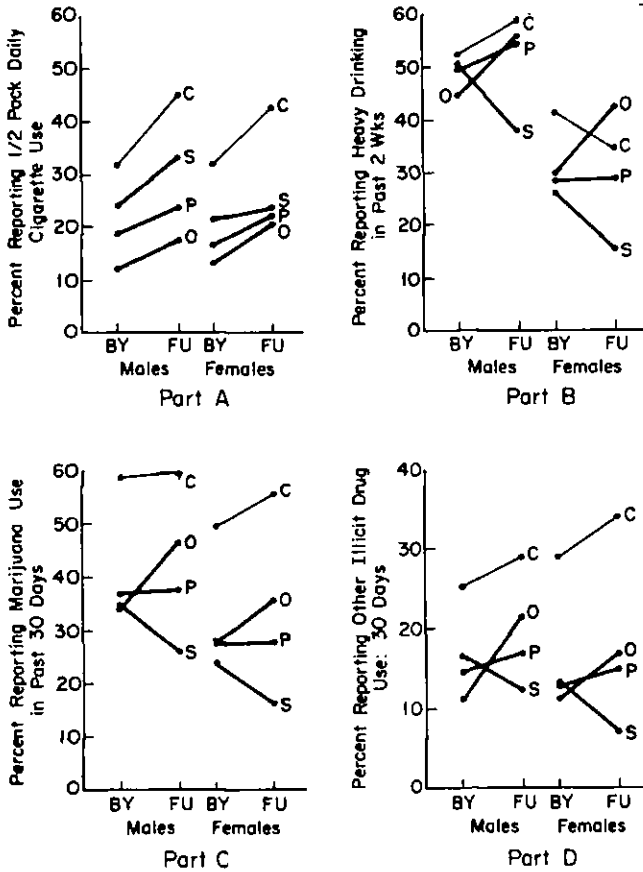 Percent Reporting 1/2 Pack Daily
Cigarette Use
60
50
40
30
20
10
0
C
S
P
O
C
S
P
O
BY FU BY FU
Males Females
Part A
Percent Reporting Heavy Drinking
in Past 2 Wks
60
50
40
30
20
10
0
C
P
O
S
O
C
P
S
BY FU BY FU
Males Females
Part B
Percent Reporting Marijuana Use
in Past 30 Days
60
50
40
30
20
10
0
C
O
P
S
C
O
P
S
BY FU BY FU
Males Females
Part C
Percent Reporting Other Illicit Drug
Use: 30 Days
40
30
20
10
0
C
O
P
S
C
O
P
S
BY FU BY FU
Males Females
Part D